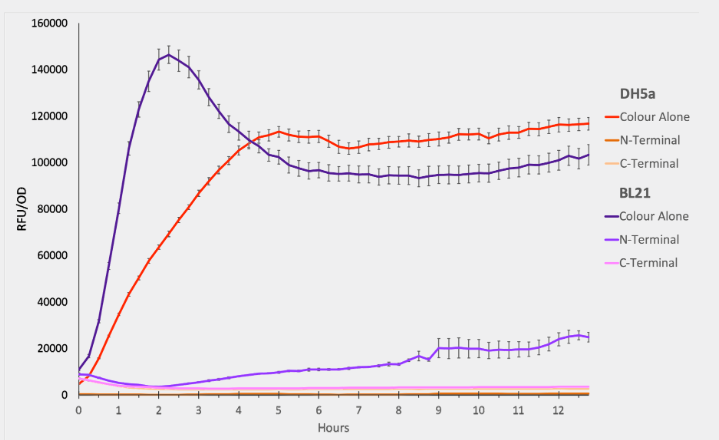 160000
140000
120000
100000
80000
60000
40000
20000
0
RFU/OD
0 1 2 3 4 5 6 7 8 9 10 11 12
Hours
DH5a
Colour Alone
N-Terminal
C-Terminal
BL21
Colour Alone
N-Terminal
C-Terminal